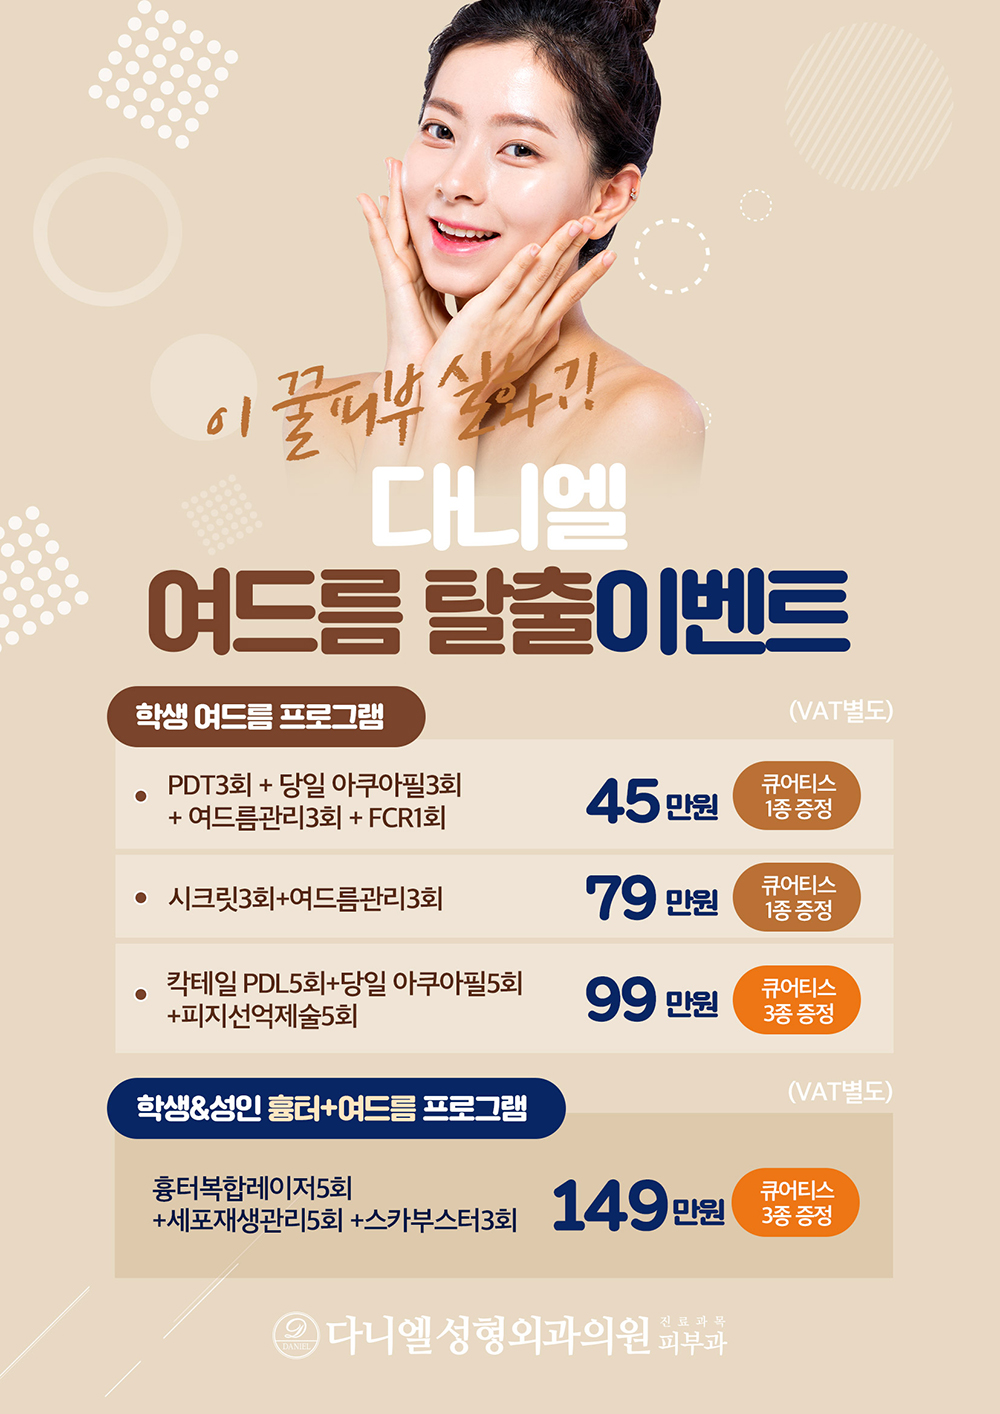 이 꿀피부 실화?!
다니엘
여드름 탈출이벤트
학생 여드름 프로그램
(VAT별도)
PDT3회 + 당일 아쿠아필3회
+ 여드름관리3회 + FCR1회
45만원
큐어티스
1종 증정
시크릿3회+여드름관리3회
79만원
큐어티스
1종 증정
칵테일 PDL5회+당일 아쿠아필5회
+피지선억제술5회
99만원
큐어티스
3종 증정
학생&성인 흉터+여드름 프로그램
(VAT별도)
흉터복합레이저5회
+세포재생관리5회 +스카부스터3회
149만원
큐어티스
3종 증정
DANIEL
다니엘성형외과의원
진료과목
피부과